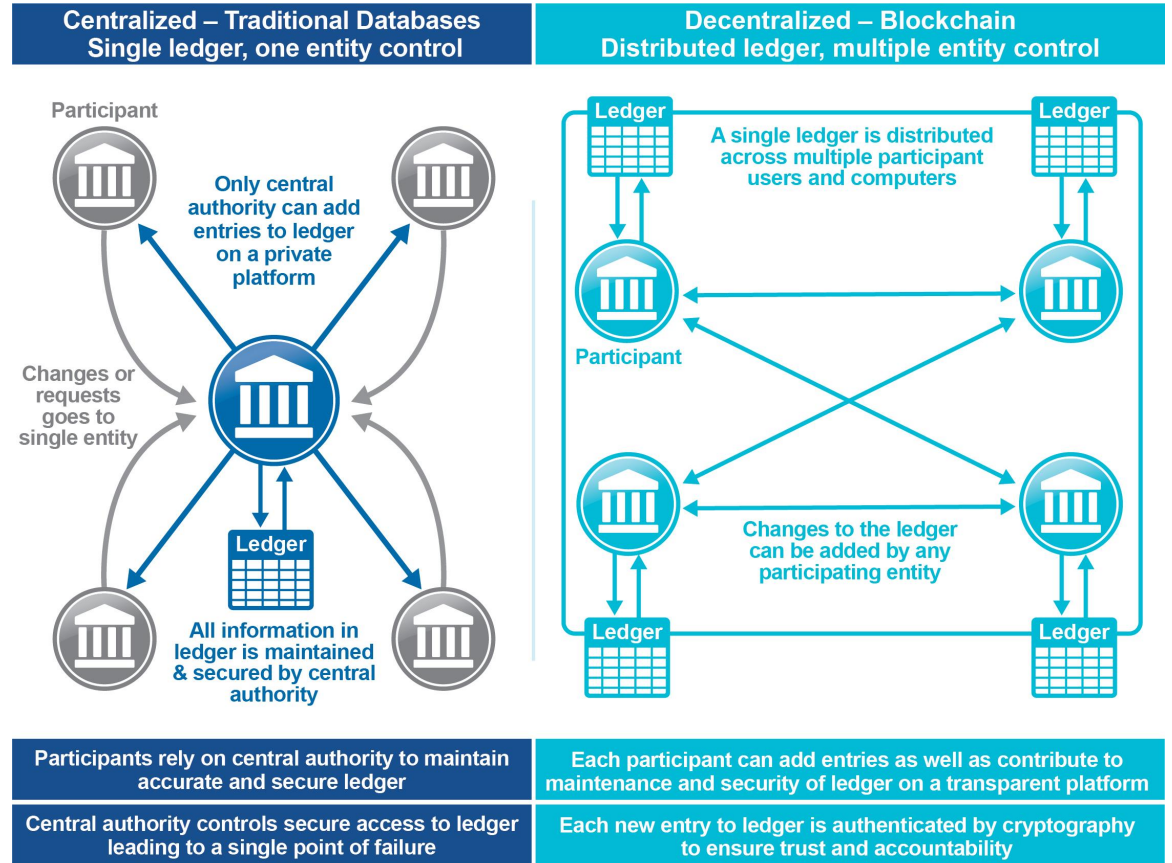 Centralized – Traditional Databases
Single ledger, one entity control
Decentralized – Blockchain
Distributed ledger, multiple entity control
Participant
Only central
authority can add
entries to ledger
on a private
platform
Changes or
requests
goes to
single entity
Ledger
All information in
ledger is maintained
& secured by central
authority
Ledger
Ledger
A single ledger is distributed
across multiple participant
users and computers
Participant
Changes to the ledger
can be added by any
participating entity
Ledger
Ledger
Participants rely on central authority to maintain
accurate and secure ledger
Each participant can add entries as well as contribute to
maintenance and security of ledger on a transparent platform
Central authority controls secure access to ledger
leading to a single point of failure
Each new entry to ledger is authenticated by cryptography
to ensure trust and accountability